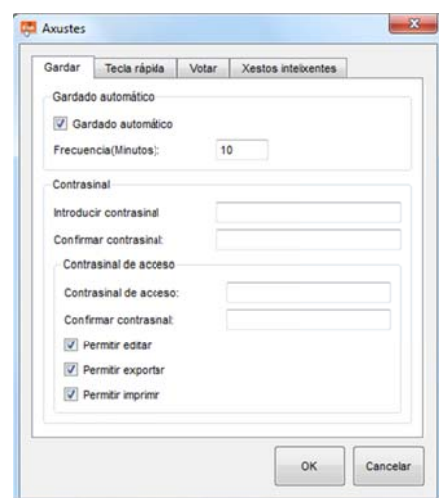 Axustes
Gardar Tecla rápida Votar Xestos intelixentes
Gardado automático
Gardado automático
Frecuencia(Minutos): 10
Contrasinal
Introducir contrasinal
Confirmar contrasinal:
Contrasinal de acceso
Contrasinal de acceso:
Confirmar contrasnal:
Permitir editar
Permitir exportar
Permitir imprimr
OK Cancelar